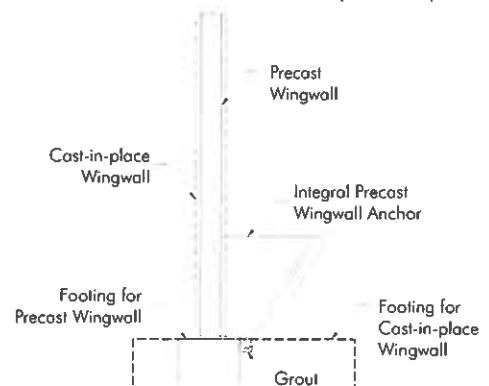 Precast
Wingwall
Cast-in-place
Wingwall
Integral Precast
Wingwall Anchor
Footing for
Precast Wingwall
Footing for
Cast-in-place
Wingwall
Grout